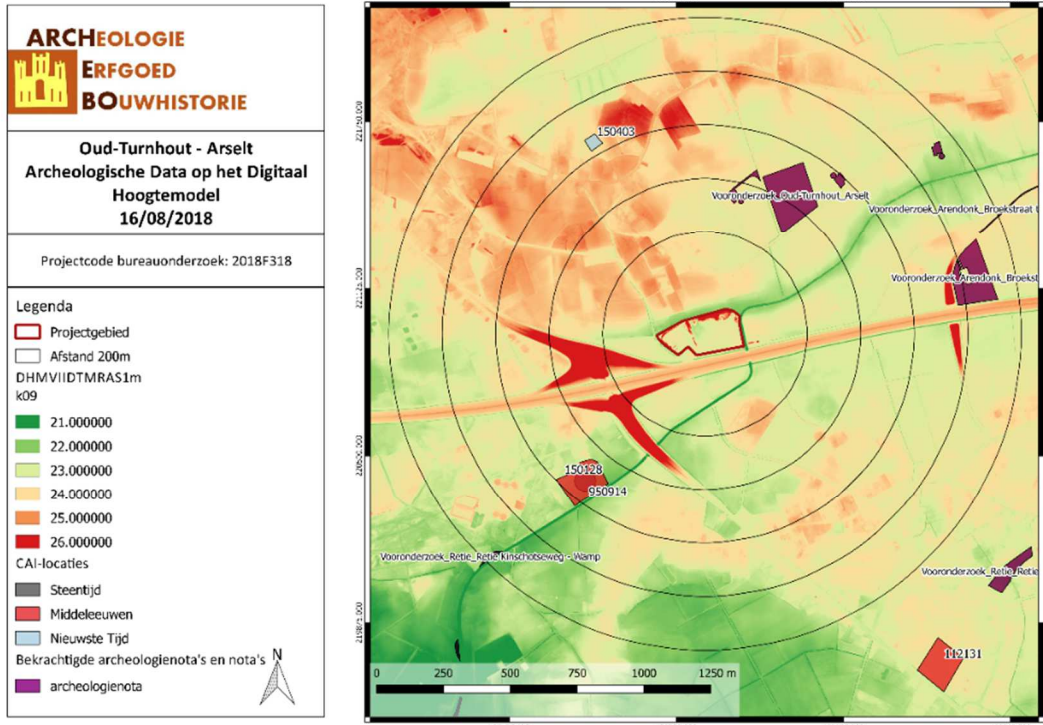 ARCHEOLOGIE
ERFGOED
BOUWHISTORIE
Oud-Turnhout - Arselt
Archeologische Data op het Digitaal
Hoogtemodel
16/08/2018
Projectcode bureauonderzoek: 2018F318
Legenda
Projectgebied
Afstand 200m
DHMVIIDTMRAS1m
k09
21.000000
22.000000
23.000000
24.000000
25.000000
26.000000
CAI-locaties
Steentijd
Middeleeuwen
Nieuwste Tijd
Bekrachtigde archeologienota's en nota's
archeologienota
N
150403
Vooronderzoek_Oud-Turnhout_Arselt
Vooronderzoek_Arendonk_Broekstraat
Vooronderzoek_Arendonk_Broekst
150128
950914
Vooronderzoek_Retie_Retie Kinschotseweg - Wamp
Vooronderzoek_Retie_Retie
112131
0 250 500 750 1000 1250 m